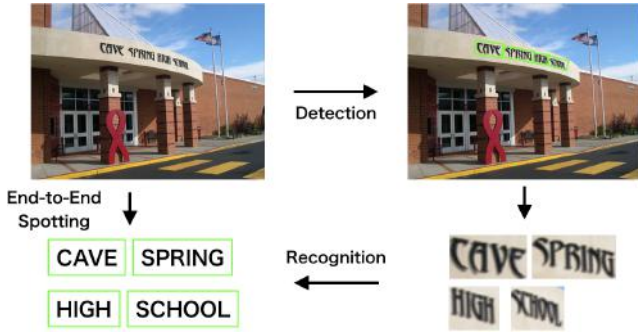 CAVE SPRING HIGH SCHOOL
CAVE SPRING HIGH SCHOOL
Detection
End-to-End
Spotting
CAVE SPRING
Recognition
CAVE SPRING
HIGH SCHOOL
HIGH SCHOOL